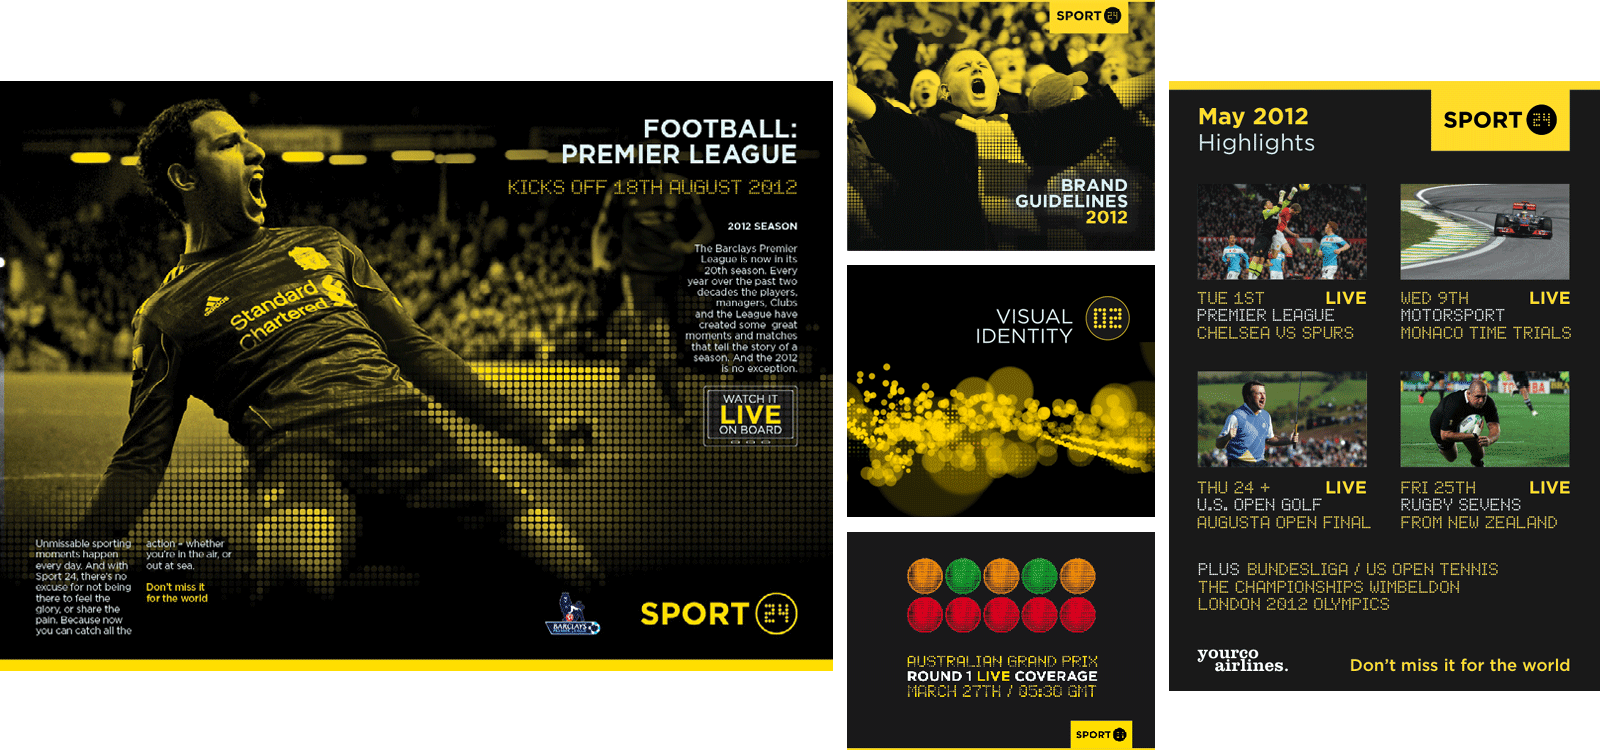 FOOTBALL:
PREMIER LEAGUE
KICKS OFF 18TH AUGUST 2012
2012 SEASON
The Barclays Premier
League is now in its
20th season. Every
year over the past two
decades the players,
managers, Clubs
and the League have
created some great
moments and matches
that tell the story of a
season. And the 2012
is no exception.
WATCH IT
LIVE
ON BOARD
Standard
Chartered
adidas
Unmissable sporting
moments happen
every day. And with
Sport 24, there's no
excuse for not being
there to feel the
glory, or share the
pain. Because now
you can catch all the
action – whether
you're in the air, or
out at sea.
Don't miss it
for the world
BARCLAYS
PREMIER LEAGUE
SPORT 24
SPORT 24
BRAND
GUIDELINES
2012
VISUAL
IDENTITY
02
AUSTRALIAN GRAND PRIX
ROUND 1 LIVE COVERAGE
MARCH 27TH / 05:30 GMT
SPORT
May 2012
Highlights
SPORT 24
TUE 1ST LIVE
PREMIER LEAGUE
CHELSEA VS SPURS
WED 9TH LIVE
MOTORSPORT
MONACO TIME TRIALS
THU 24 + LIVE
U.S. OPEN GOLF
AUGUSTA OPEN FINAL
FRI 25TH LIVE
RUGBY SEVENS
FROM NEW ZEALAND
PLUS BUNDESLIGA / US OPEN TENNIS
THE CHAMPIONSHIPS WIMBELDON
LONDON 2012 OLYMPICS
yourco
airlines.
Don't miss it for the world